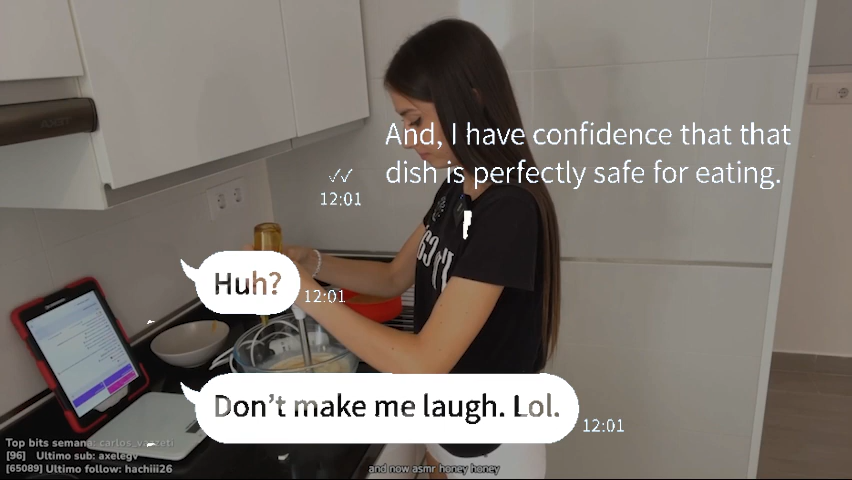 And, I have confidence that that
dish is perfectly safe for eating.
12:01
Huh?
12:01
Don't make me laugh. Lol.
12:01
Top bits semana: carlos_vazzeti
[96] Ultimo sub: axelegv
[65089] Ultimo follow: hachiii26
and now asmr honey honey